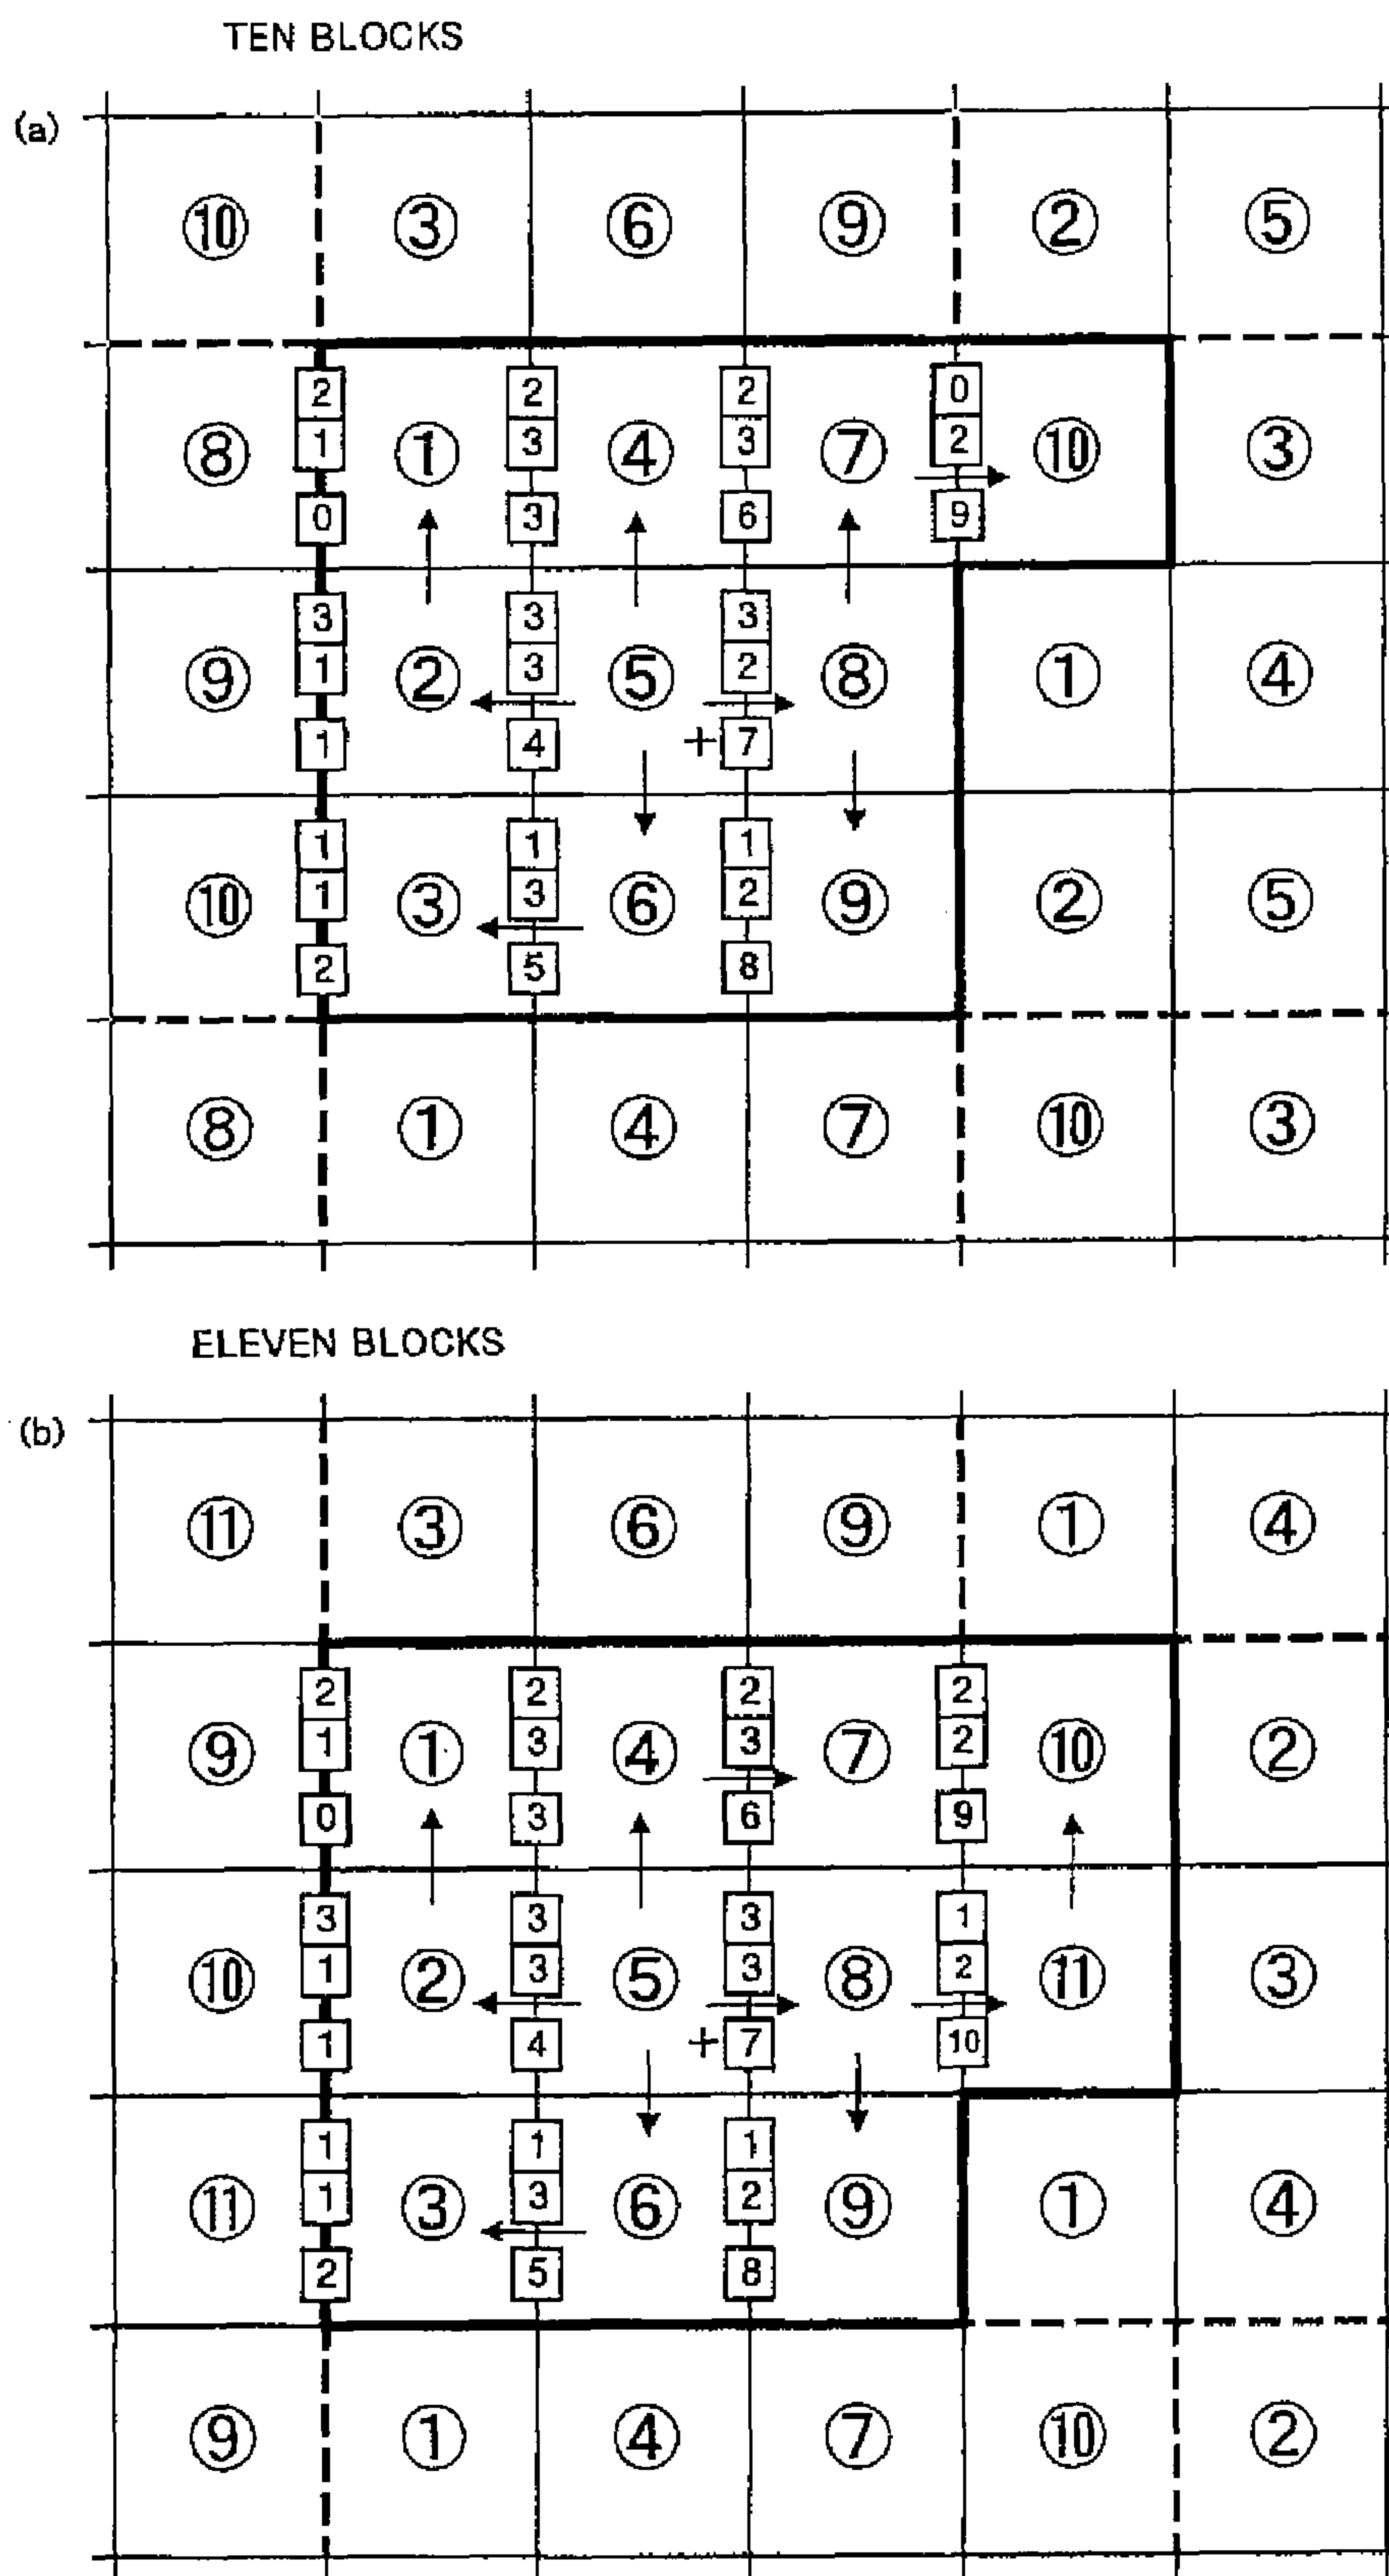 TEN BLOCKS
(a)
⑩ ③ ⑥ ⑨ ② ⑤
2 2 2 0
1 3 3 2
⑧ ① ④ ⑦ ⑩ ③
0 3 6 9
3 3 3
1 3 2
⑨ ② ⑤ ⑧ ① ④
1 4 + 7
1 1 1
1 3 2
⑩ ③ ⑥ ⑨ ② ⑤
2 5 8
⑧ ① ④ ⑦ ⑩ ③
ELEVEN BLOCKS
(b)
⑪ ③ ⑥ ⑨ ① ④
2 2 2 2
1 3 3 2
⑨ ① ④ ⑦ ⑩ ②
0 3 6 9
3 3 3 1
1 3 3 2
⑩ ② ⑤ ⑧ ⑪ ③
1 4 + 7 10
1 1 1
1 3 2
⑪ ③ ⑥ ⑨ ① ④
2 5 8
⑨ ① ④ ⑦ ⑩ ②